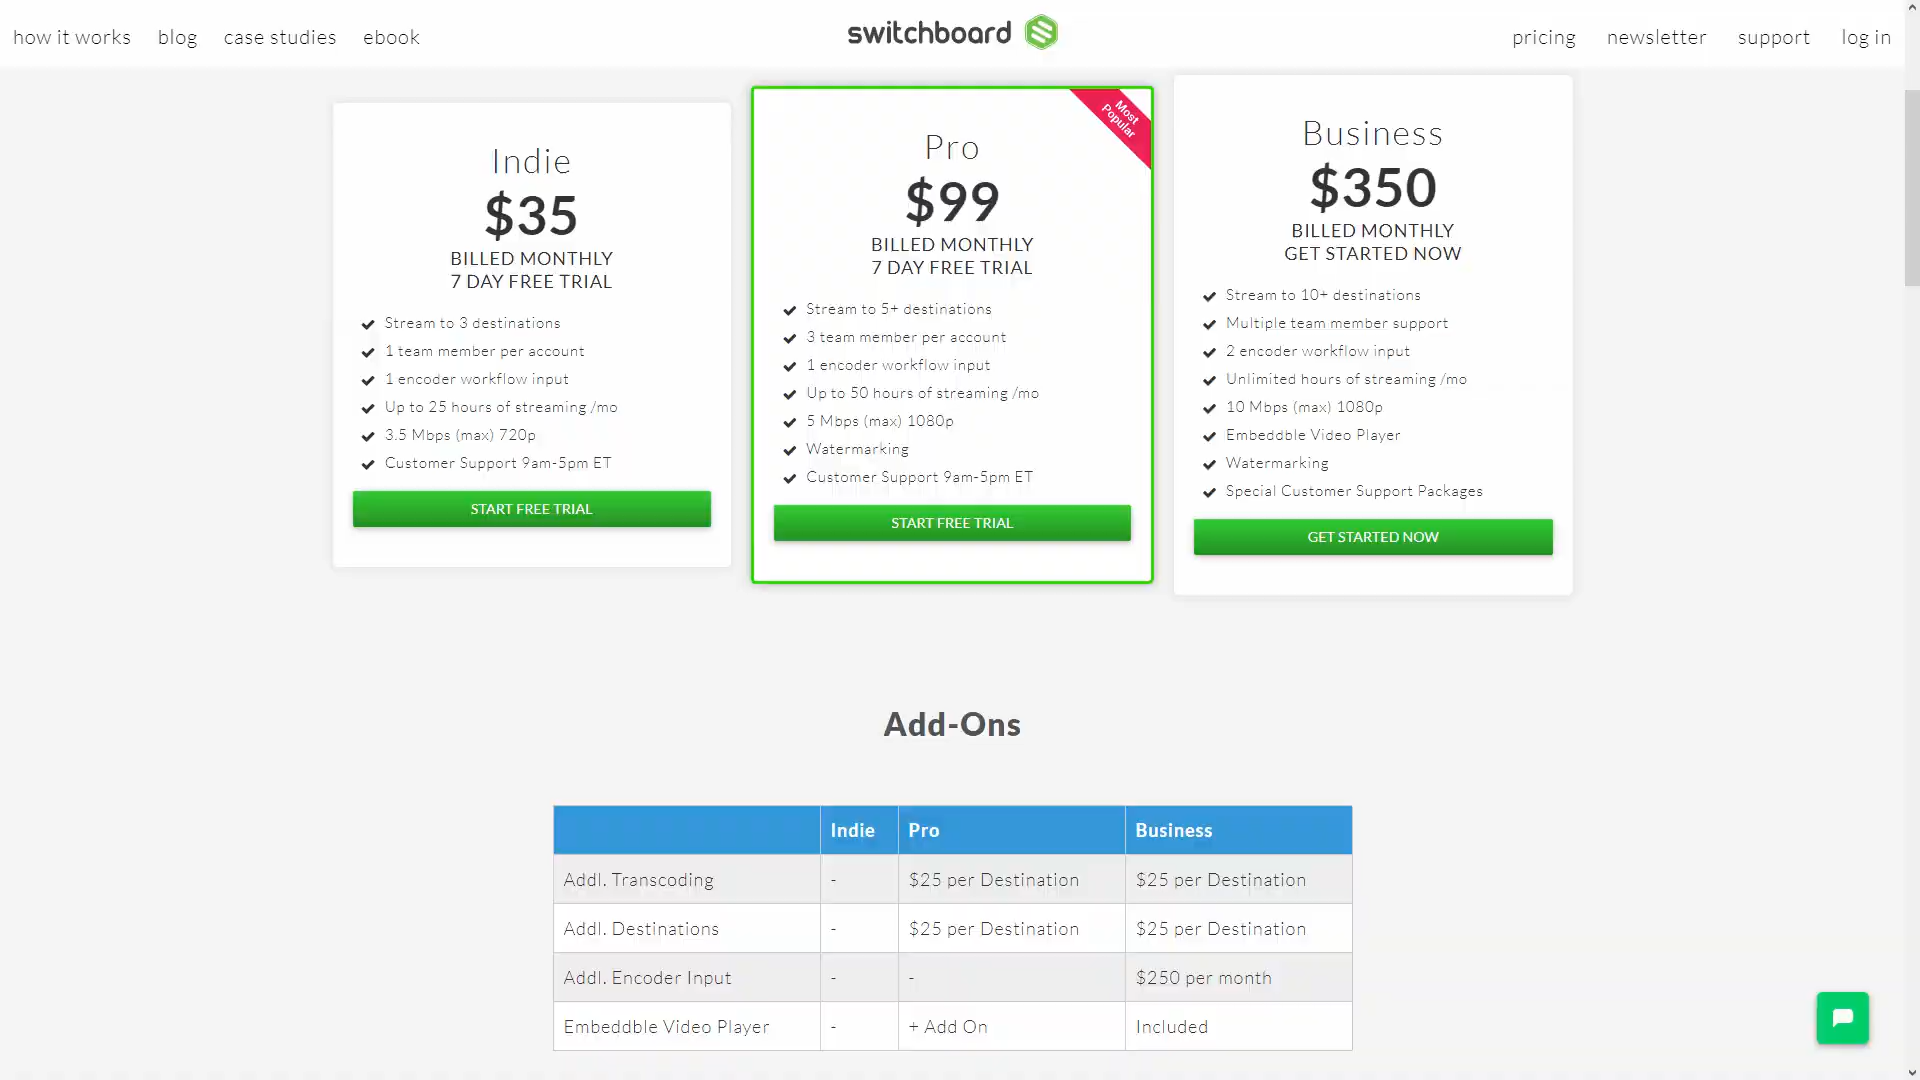 how it works blog case studies ebook
switchboard
pricing newsletter support log in
Indie
$35
BILLED MONTHLY
7 DAY FREE TRIAL
Stream to 3 destinations
1 team member per account
1 encoder workflow input
Up to 25 hours of streaming /mo
3.5 Mbps (max) 720p
Customer Support 9am-5pm ET
START FREE TRIAL
Most
Popular
Pro
$99
BILLED MONTHLY
7 DAY FREE TRIAL
Stream to 5+ destinations
3 team member per account
1 encoder workflow input
Up to 50 hours of streaming /mo
5 Mbps (max) 1080p
Watermarking
Customer Support 9am-5pm ET
START FREE TRIAL
Business
$350
BILLED MONTHLY
GET STARTED NOW
Stream to 10+ destinations
Multiple team member support
2 encoder workflow input
Unlimited hours of streaming /mo
10 Mbps (max) 1080p
Embeddble Video Player
Watermarking
Special Customer Support Packages
GET STARTED NOW
Add-Ons
Indie Pro Business
Addl. Transcoding - $25 per Destination $25 per Destination
Addl. Destinations - $25 per Destination $25 per Destination
Addl. Encoder Input - - $250 per month
Embeddble Video Player - + Add On Included